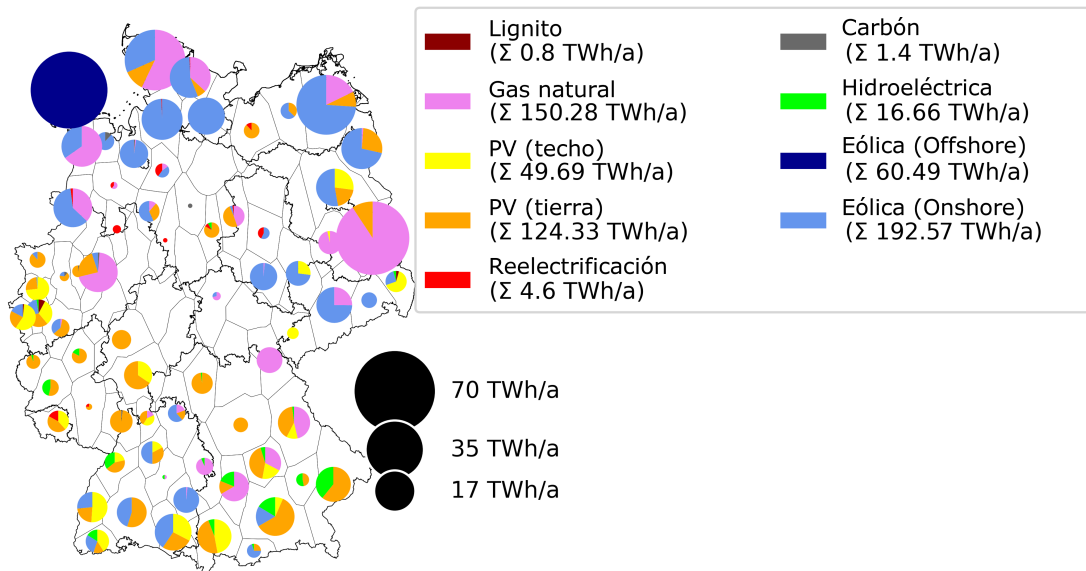 Lignito
(Σ 0.8 TWh/a)
Gas natural
(Σ 150.28 TWh/a)
PV (techo)
(Σ 49.69 TWh/a)
PV (tierra)
(Σ 124.33 TWh/a)
Reelectrificación
(Σ 4.6 TWh/a)
Carbón
(Σ 1.4 TWh/a)
Hidroeléctrica
(Σ 16.66 TWh/a)
Eólica (Offshore)
(Σ 60.49 TWh/a)
Eólica (Onshore)
(Σ 192.57 TWh/a)
70 TWh/a
35 TWh/a
17 TWh/a